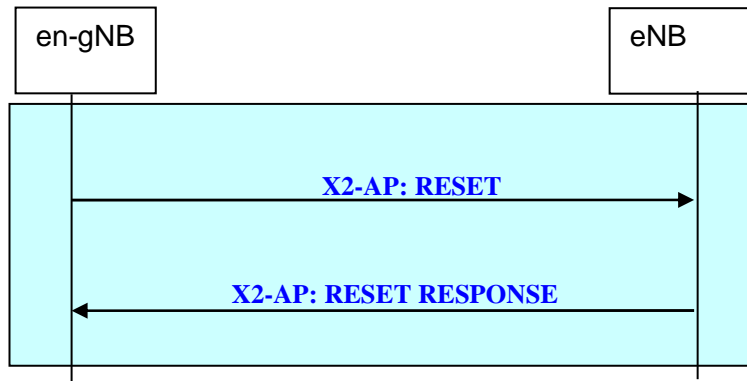 en-gNB
eNB
X2-AP: RESET
X2-AP: RESET RESPONSE